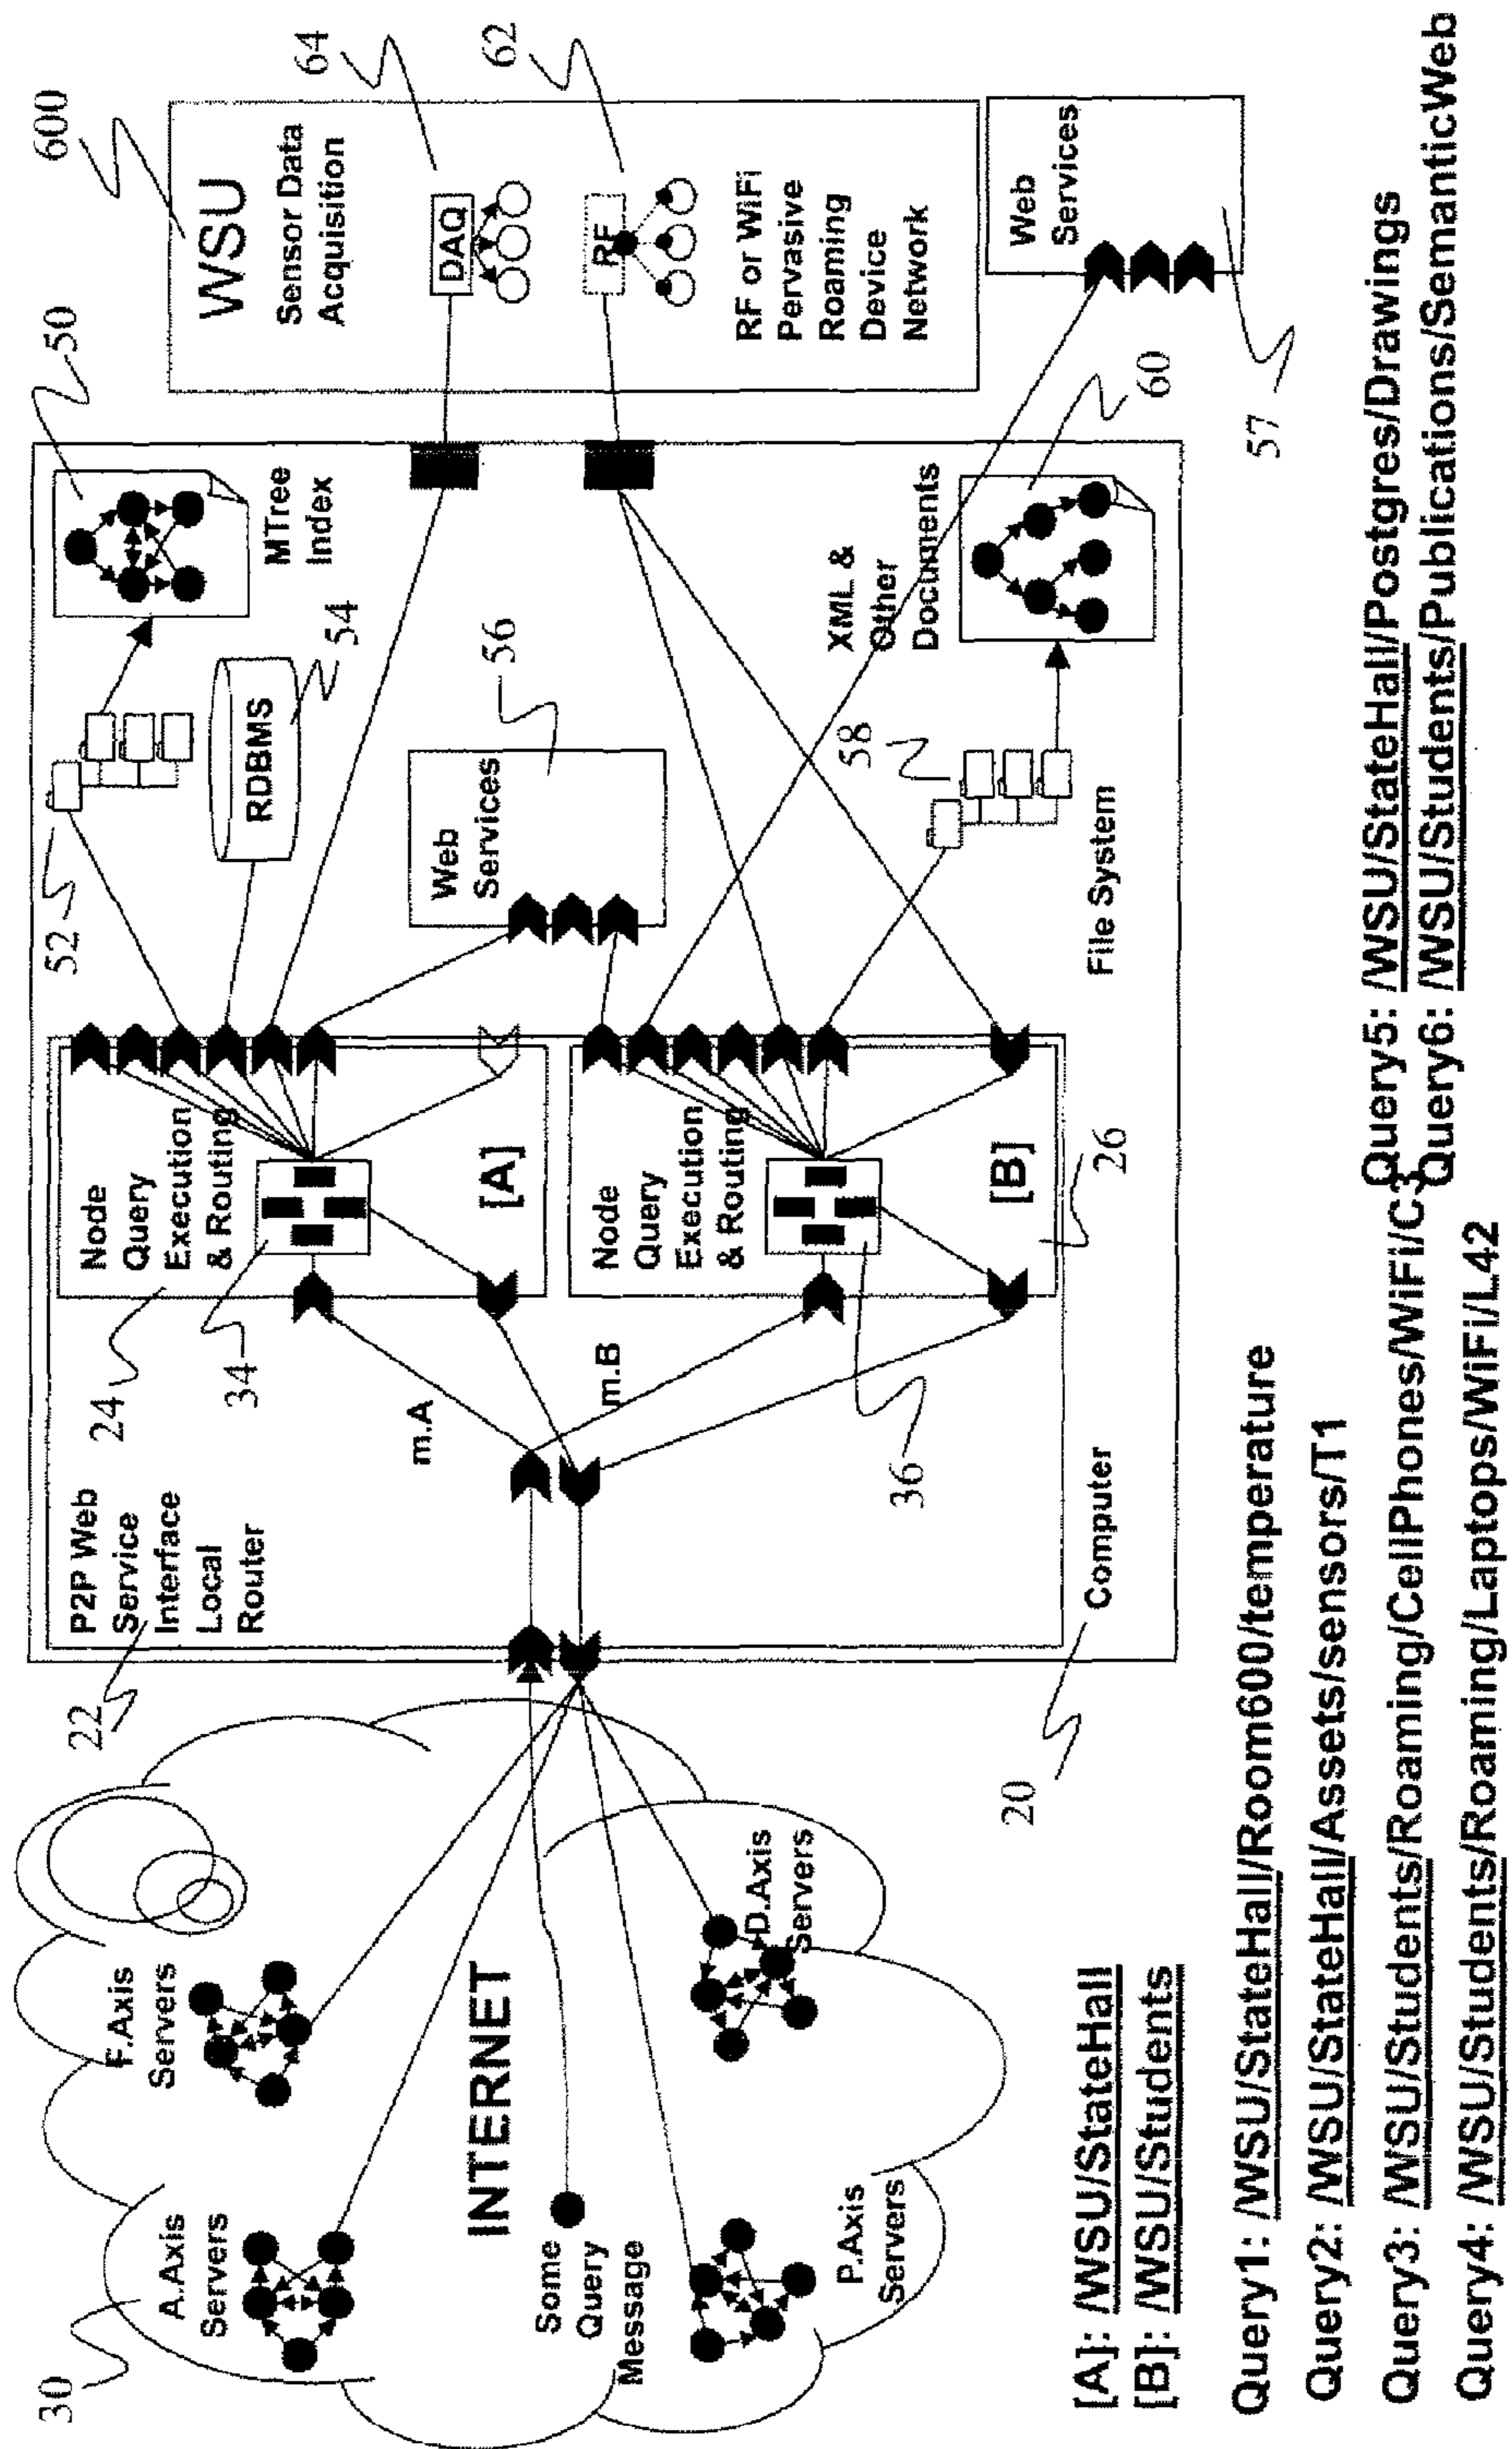 30
A.Axis
Servers
F.Axis
Servers
INTERNET
Some
Query
Message
P.Axis
Servers
D.Axis
Servers
22
P2P Web
Service
Interface
Local
Router
20
Computer
m.A
m.B
24
34
Node
Query
Execution
& Routing
[A]
Node
Query
Execution
& Routing
[B]
36
26
52
RDBMS
54
50
MTree
Index
Web
Services
56
58
File System
XML &
Other
Documents
60
600
WSU
Sensor Data
Acquisition
DAQ
64
RF
62
RF or WiFi
Pervasive
Roaming
Device
Network
Web
Services
57
[A]: /WSU/StateHall
[B]: /WSU/Students
Query1: /WSU/StateHall/Room600/temperature
Query2: /WSU/StateHall/Assets/sensors/T1
Query3: /WSU/Students/Roaming/CellPhones/WiFi/C3
Query4: /WSU/Students/Roaming/Laptops/WiFi/L42
Query5: /WSU/StateHall/Postgres/Drawings
Query6: /WSU/Students/Publications/SemanticWeb